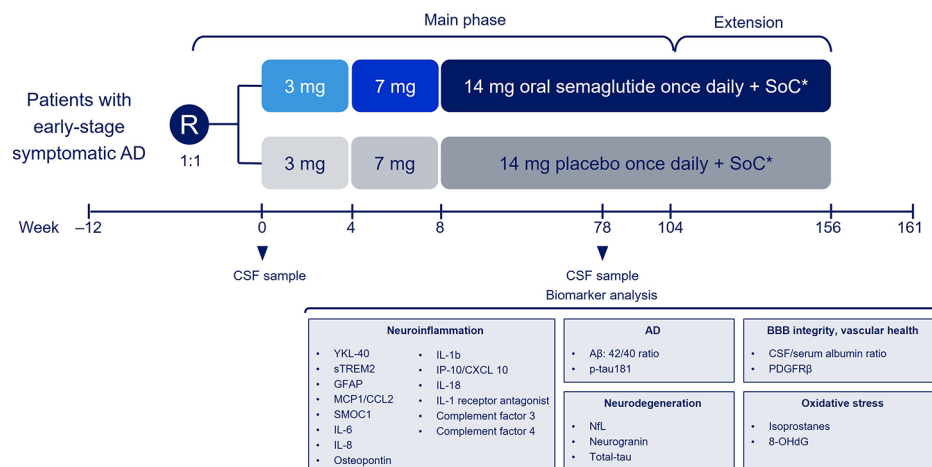 Main phase
Extension
Patients with
early-stage
symptomatic AD
R
1:1
3 mg
7 mg
14 mg oral semaglutide once daily + SoC*
3 mg
7 mg
14 mg placebo once daily + SoC*
Week
–12
0
4
8
78
104
156
161
CSF sample
CSF sample
Biomarker analysis
Neuroinflammation
• YKL-40
• sTREM2
• GFAP
• MCP1/CCL2
• SMOC1
• IL-6
• IL-8
• Osteopontin
• IL-1b
• IP-10/CXCL 10
• IL-18
• IL-1 receptor antagonist
• Complement factor 3
• Complement factor 4
AD
• Aβ: 42/40 ratio
• p-tau181
Neurodegeneration
• NfL
• Neurogranin
• Total-tau
BBB integrity, vascular health
• CSF/serum albumin ratio
• PDGFRβ
Oxidative stress
• Isoprostanes
• 8-OHdG